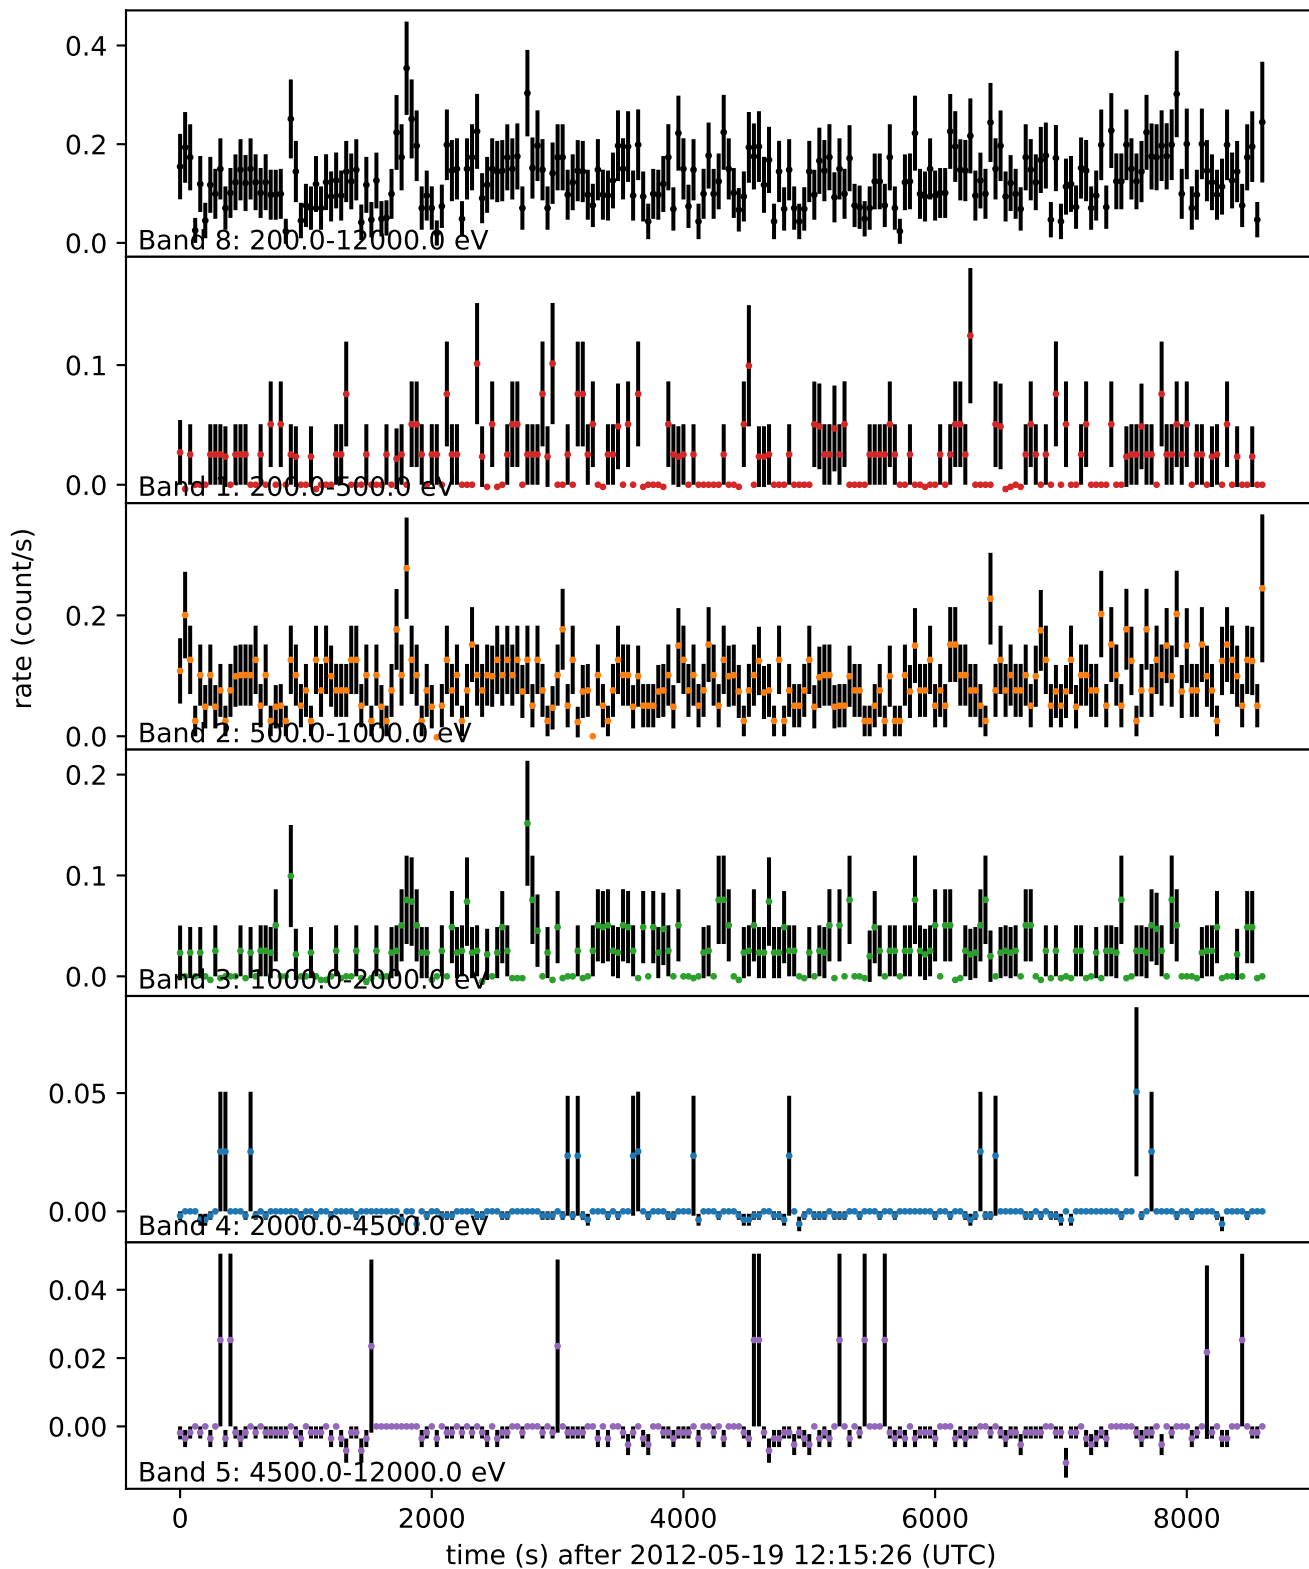 0.4
0.2
0.0
Band 8: 200.0-12000.0 eV
0.1
0.0
Band 1: 200.0-500.0 eV
rate (count/s)
0.2
0.0
Band 2: 500.0-1000.0 eV
0.2
0.1
0.0
Band 3: 1000.0-2000.0 eV
0.05
0.00
Band 4: 2000.0-4500.0 eV
0.04
0.02
0.00
Band 5: 4500.0-12000.0 eV
0 2000 4000 6000 8000
time (s) after 2012-05-19 12:15:26 (UTC)